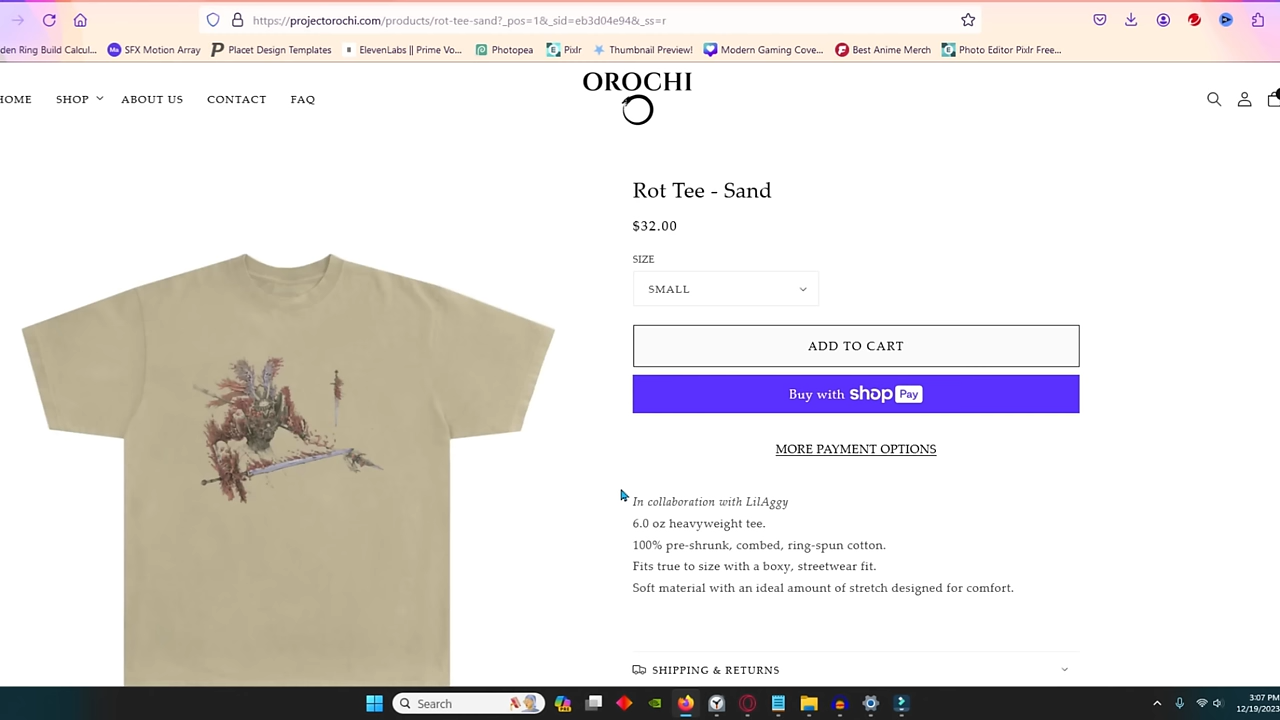 https://projectorochi.com/products/rot-tee-sand?_pos=1&_sid=eb3d04e94&_ss=r
den Ring Build Calcul... SFX Motion Array Placet Design Templates ElevenLabs || Prime Vo... Photopea Pixlr Thumbnail Preview! Modern Gaming Cove... Best Anime Merch Photo Editor Pixlr Free...
OROCHI
HOME SHOP ABOUT US CONTACT FAQ
Rot Tee - Sand
$32.00
SIZE
SMALL
ADD TO CART
Buy with shop Pay
MORE PAYMENT OPTIONS
In collaboration with LilAggy
6.0 oz heavyweight tee.
100% pre-shrunk, combed, ring-spun cotton.
Fits true to size with a boxy, streetwear fit.
Soft material with an ideal amount of stretch designed for comfort.
SHIPPING & RETURNS
Search
3:07 PM
12/19/2023